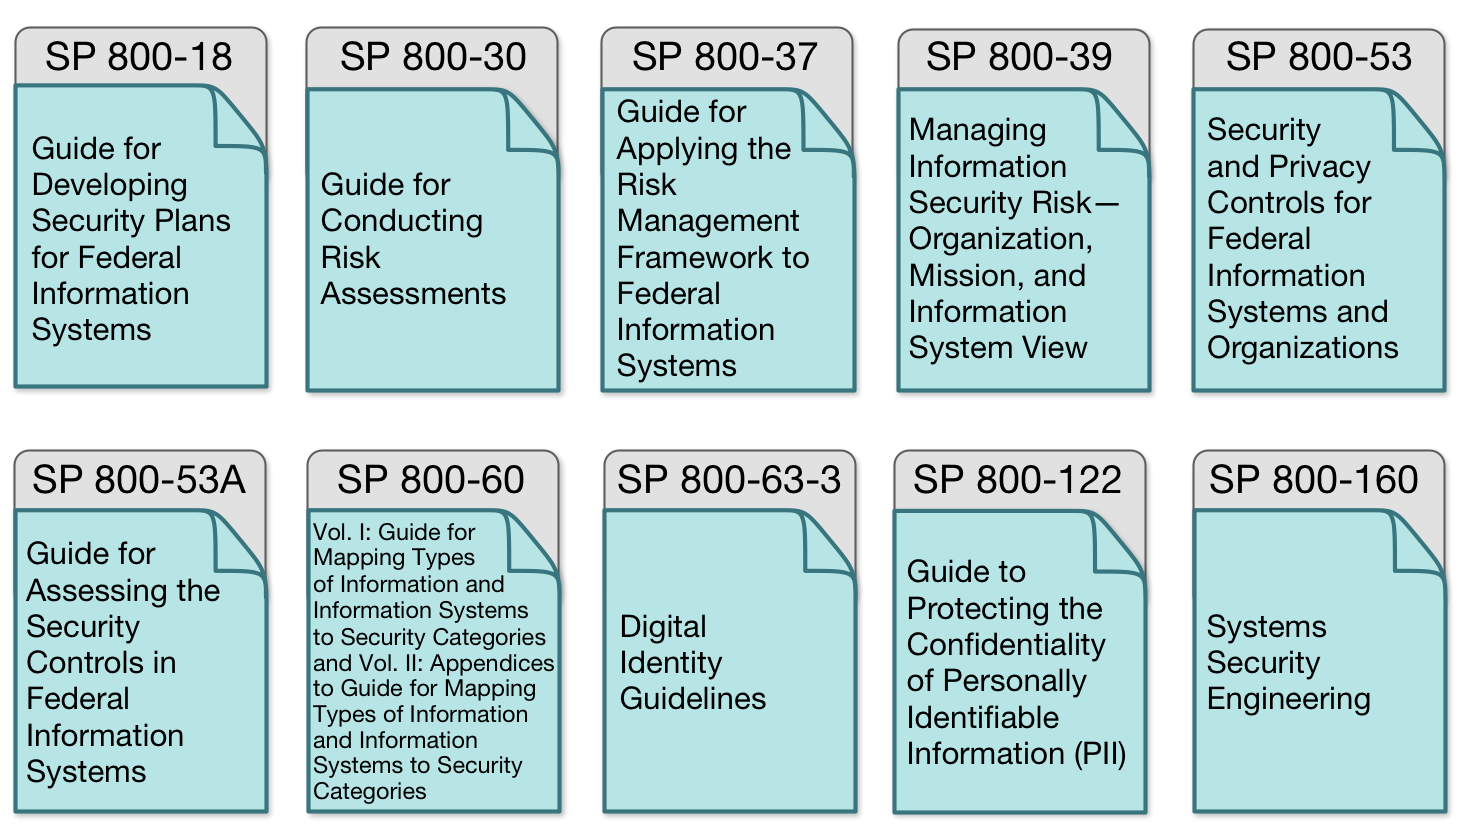 SP 800-18
Guide for
Developing
Security Plans
for Federal
Information
Systems
SP 800-30
Guide for
Conducting
Risk
Assessments
SP 800-37
Guide for
Applying the
Risk
Management
Framework to
Federal
Information
Systems
SP 800-39
Managing
Information
Security Risk—
Organization,
Mission, and
Information
System View
SP 800-53
Security
and Privacy
Controls for
Federal
Information
Systems and
Organizations
SP 800-53A
Guide for
Assessing the
Security
Controls in
Federal
Information
Systems
SP 800-60
Vol. I: Guide for
Mapping Types
of Information and
Information Systems
to Security Categories
and Vol. II: Appendices
to Guide for Mapping
Types of Information
and Information
Systems to Security
Categories
SP 800-63-3
Digital
Identity
Guidelines
SP 800-122
Guide to
Protecting the
Confidentiality
of Personally
Identifiable
Information (PII)
SP 800-160
Systems
Security
Engineering